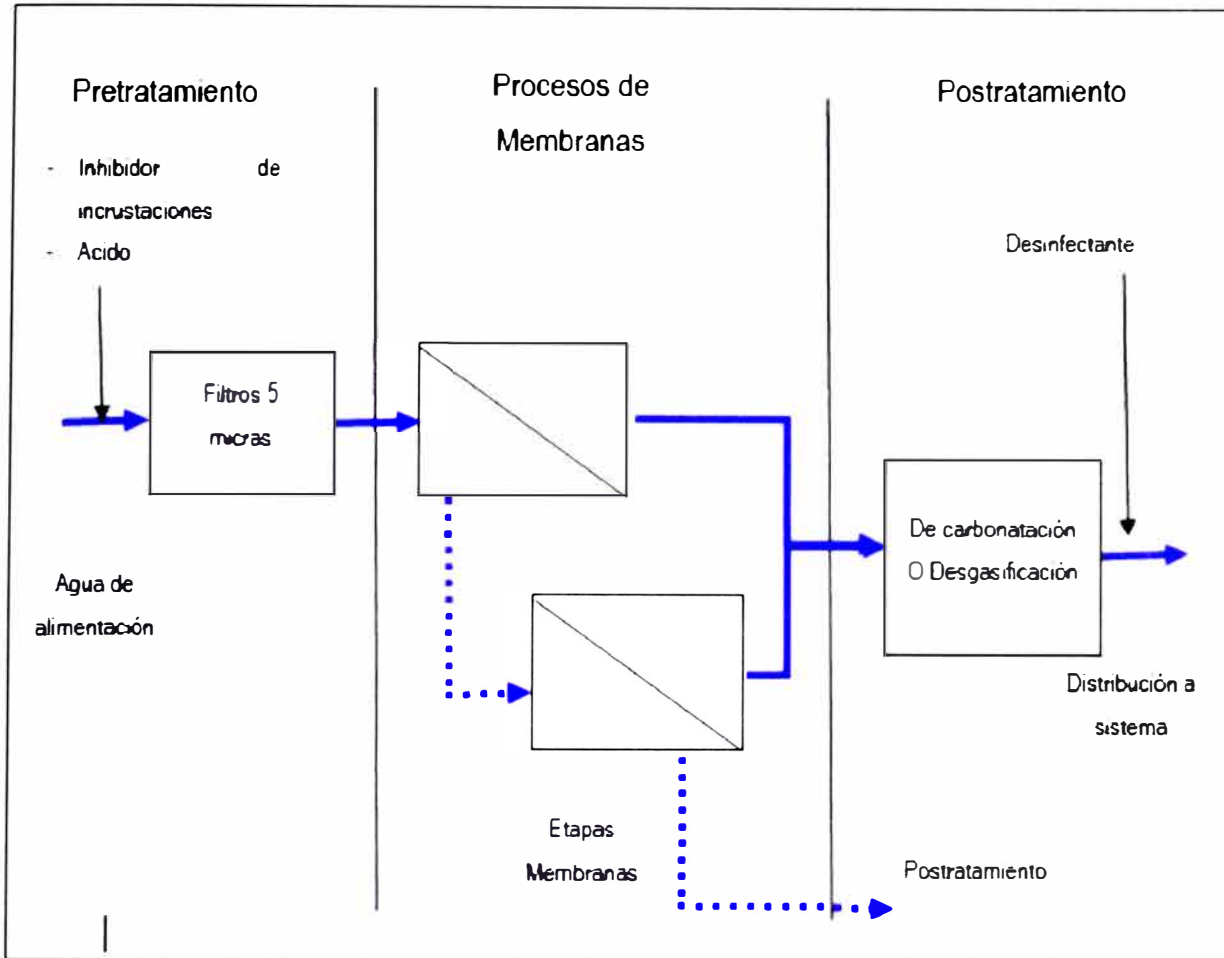 Pretratamiento
- Inhibidor de
incrustaciones
- Acido
Filtros 5
micras
Agua de
alimentación
Procesos de
Membranas
Etapas
Membranas
Postratamiento
Desinfectante
De carbonatación
O Desgasificación
Distribución a
sistema
Postratamiento